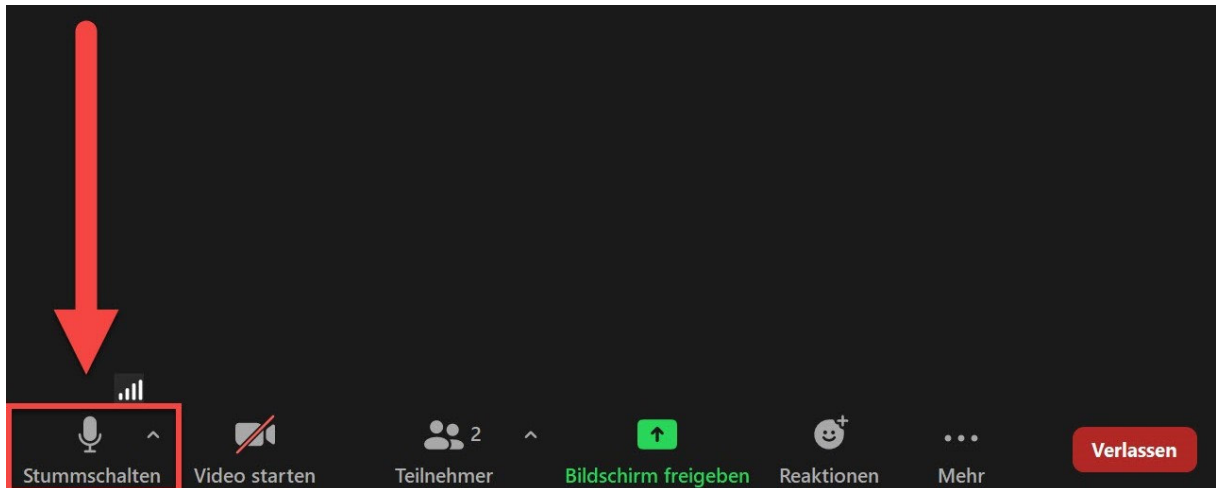 Stummschalten
Video starten
2
Teilnehmer
Bildschirm freigeben
Reaktionen
Mehr
Verlassen